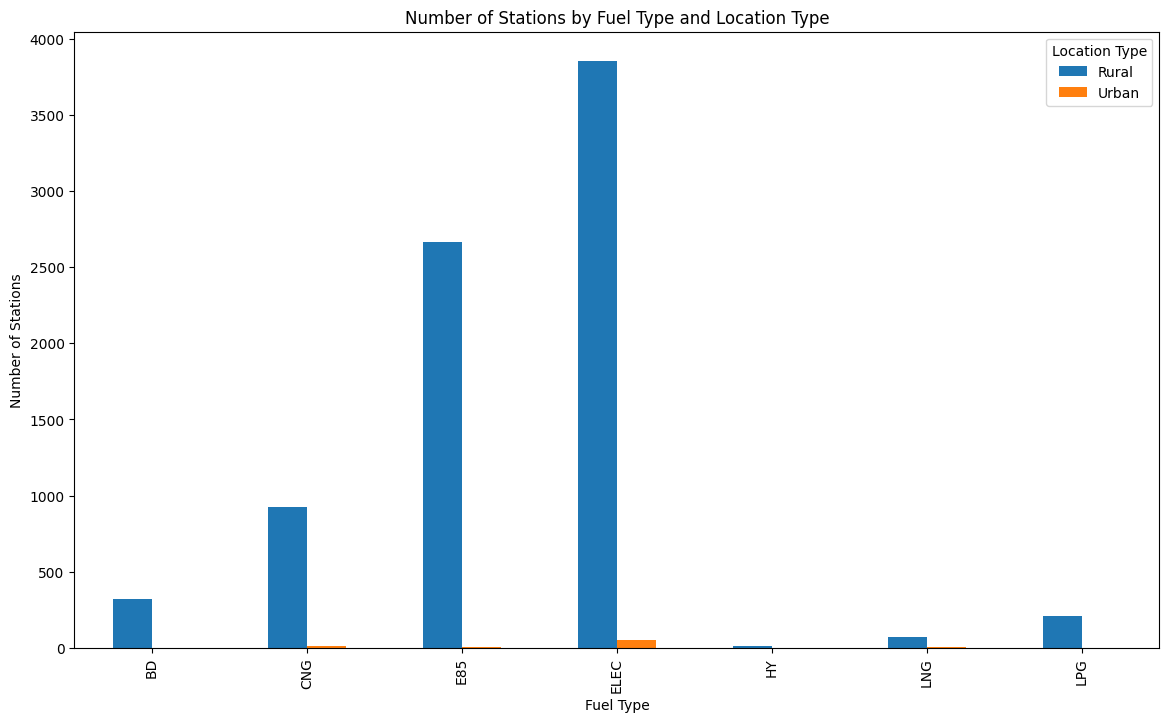 Number of Stations by Fuel Type and Location Type
Location Type
Rural
Urban
Number of Stations
4000
3500
3000
2500
2000
1500
1000
500
0
BD
CNG
E85
ELEC
HY
LNG
LPG
Fuel Type